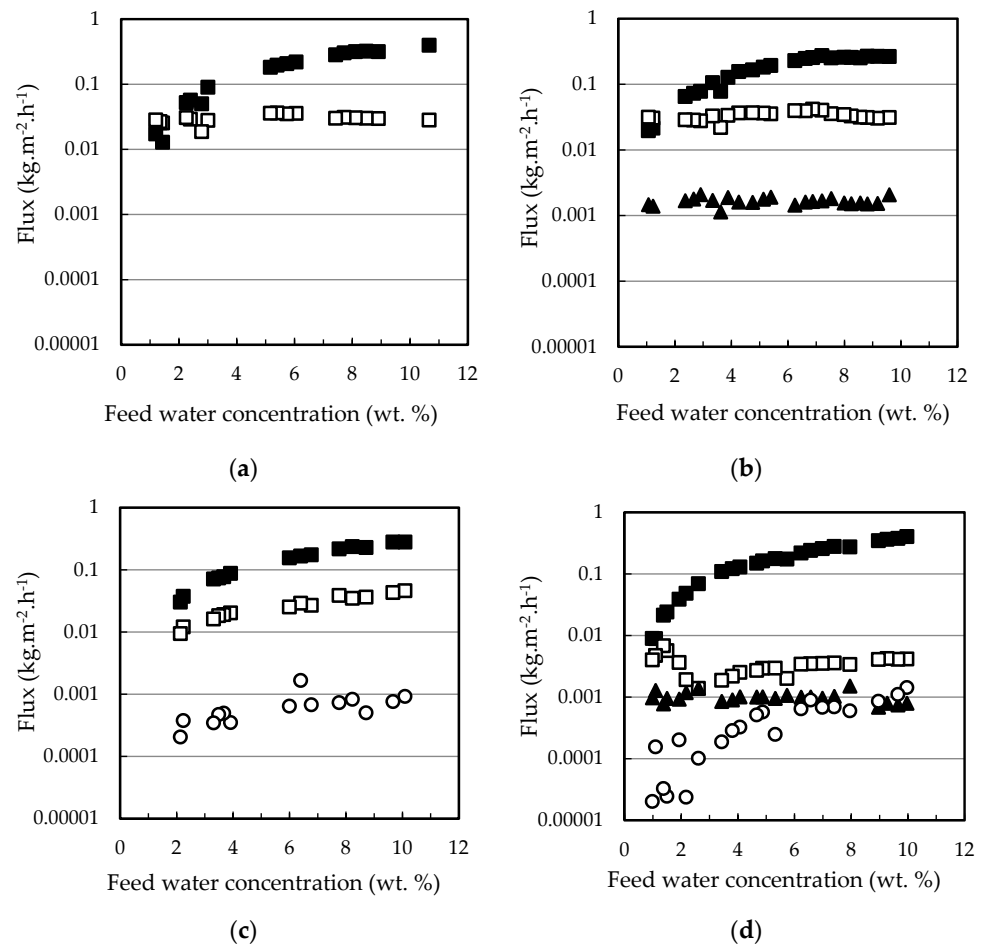 1
0.1
0.01
0.001
0.0001
0.00001
Flux (kg.m-2.h-1)
0 2 4 6 8 10 12
Feed water concentration (wt. %)
(a)
1
0.1
0.01
0.001
0.0001
0.00001
Flux (kg.m-2.h-1)
0 2 4 6 8 10 12
Feed water concentration (wt. %)
(b)
1
0.1
0.01
0.001
0.0001
0.00001
Flux (kg.m-2.h-1)
0 2 4 6 8 10 12
Feed water concentration (wt. %)
(c)
1
0.1
0.01
0.001
0.0001
0.00001
Flux (kg.m-2.h-1)
0 2 4 6 8 10 12
Feed water concentration (wt. %)
(d)